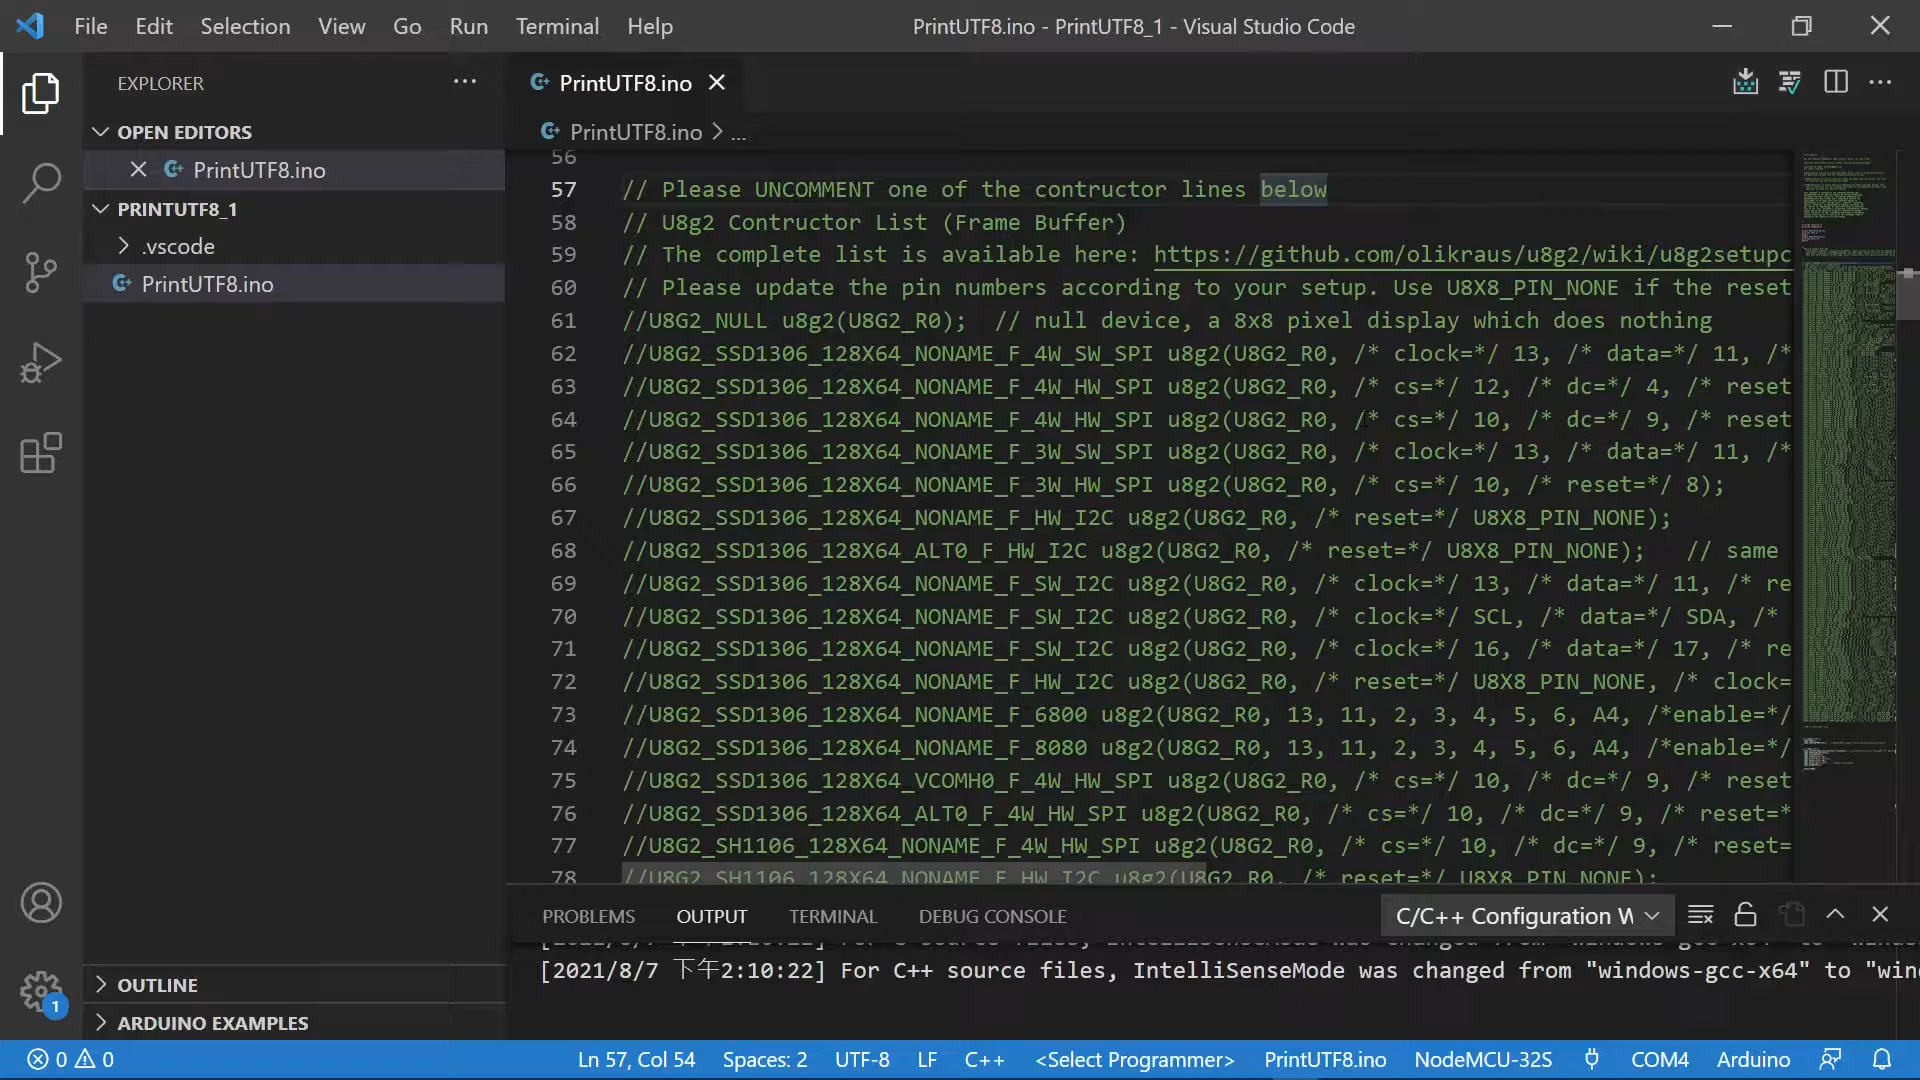 File Edit Selection View Go Run Terminal Help
PrintUTF8.ino - PrintUTF8_1 - Visual Studio Code
EXPLORER
OPEN EDITORS
PrintUTF8.ino
PRINTUTF8_1
.vscode
PrintUTF8.ino
OUTLINE
ARDUINO EXAMPLES
PrintUTF8.ino
PrintUTF8.ino > ...
56
57 // Please UNCOMMENT one of the contructor lines below
58 // U8g2 Contructor List (Frame Buffer)
59 // The complete list is available here: https://github.com/olikraus/u8g2/wiki/u8g2setupc
60 // Please update the pin numbers according to your setup. Use U8X8_PIN_NONE if the reset
61 //U8G2_NULL u8g2(U8G2_R0);  // null device, a 8x8 pixel display which does nothing
62 //U8G2_SSD1306_128X64_NONAME_F_4W_SW_SPI u8g2(U8G2_R0, /* clock=*/ 13, /* data=*/ 11, /*
63 //U8G2_SSD1306_128X64_NONAME_F_4W_HW_SPI u8g2(U8G2_R0, /* cs=*/ 12, /* dc=*/ 4, /* reset
64 //U8G2_SSD1306_128X64_NONAME_F_4W_HW_SPI u8g2(U8G2_R0, /* cs=*/ 10, /* dc=*/ 9, /* reset
65 //U8G2_SSD1306_128X64_NONAME_F_3W_SW_SPI u8g2(U8G2_R0, /* clock=*/ 13, /* data=*/ 11, /*
66 //U8G2_SSD1306_128X64_NONAME_F_3W_HW_SPI u8g2(U8G2_R0, /* cs=*/ 10, /* reset=*/ 8);
67 //U8G2_SSD1306_128X64_NONAME_F_HW_I2C u8g2(U8G2_R0, /* reset=*/ U8X8_PIN_NONE);
68 //U8G2_SSD1306_128X64_ALT0_F_HW_I2C u8g2(U8G2_R0, /* reset=*/ U8X8_PIN_NONE);   // same
69 //U8G2_SSD1306_128X64_NONAME_F_SW_I2C u8g2(U8G2_R0, /* clock=*/ 13, /* data=*/ 11, /* re
70 //U8G2_SSD1306_128X64_NONAME_F_SW_I2C u8g2(U8G2_R0, /* clock=*/ SCL, /* data=*/ SDA, /*
71 //U8G2_SSD1306_128X64_NONAME_F_SW_I2C u8g2(U8G2_R0, /* clock=*/ 16, /* data=*/ 17, /* re
72 //U8G2_SSD1306_128X64_NONAME_F_HW_I2C u8g2(U8G2_R0, /* reset=*/ U8X8_PIN_NONE, /* clock=
73 //U8G2_SSD1306_128X64_NONAME_F_6800 u8g2(U8G2_R0, 13, 11, 2, 3, 4, 5, 6, A4, /*enable=*/
74 //U8G2_SSD1306_128X64_NONAME_F_8080 u8g2(U8G2_R0, 13, 11, 2, 3, 4, 5, 6, A4, /*enable=*/
75 //U8G2_SSD1306_128X64_VCOMH0_F_4W_HW_SPI u8g2(U8G2_R0, /* cs=*/ 10, /* dc=*/ 9, /* reset
76 //U8G2_SSD1306_128X64_ALT0_F_4W_HW_SPI u8g2(U8G2_R0, /* cs=*/ 10, /* dc=*/ 9, /* reset=*
77 //U8G2_SH1106_128X64_NONAME_F_4W_HW_SPI u8g2(U8G2_R0, /* cs=*/ 10, /* dc=*/ 9, /* reset=
78 //U8G2_SH1106_128X64_NONAME_F_HW_I2C u8g2(U8G2_R0, /* reset=*/ U8X8_PIN_NONE);
PROBLEMS OUTPUT TERMINAL DEBUG CONSOLE
C/C++ Configuration W
[2021/8/7 下午2:10:22] For C++ source files, IntelliSenseMode was changed from "windows-gcc-x64" to "win
1
0 0
Ln 57, Col 54 Spaces: 2 UTF-8 LF C++ <Select Programmer> PrintUTF8.ino NodeMCU-32S COM4 Arduino